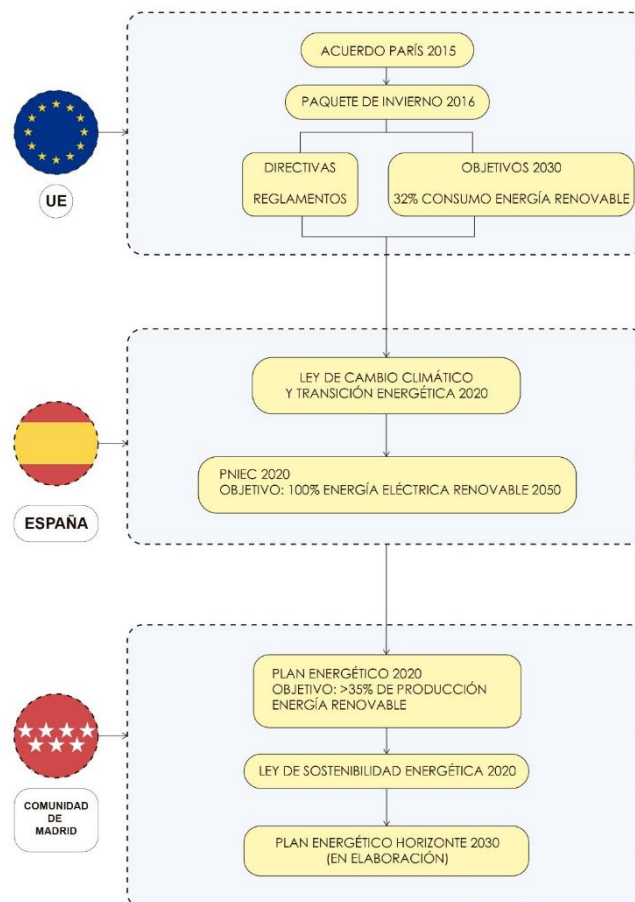 ACUERDO PARÍS 2015
PAQUETE DE INVIERNO 2016
DIRECTIVAS
REGLAMENTOS
OBJETIVOS 2030
32% CONSUMO ENERGÍA RENOVABLE
UE
LEY DE CAMBIO CLIMÁTICO
Y TRANSICIÓN ENERGÉTICA 2020
PNIEC 2020
OBJETIVO: 100% ENERGÍA ELÉCTRICA RENOVABLE 2050
ESPAÑA
PLAN ENERGÉTICO 2020
OBJETIVO: >35% DE PRODUCCIÓN
ENERGÍA RENOVABLE
LEY DE SOSTENIBILIDAD ENERGÉTICA 2020
PLAN ENERGÉTICO HORIZONTE 2030
(EN ELABORACIÓN)
COMUNIDAD
DE
MADRID